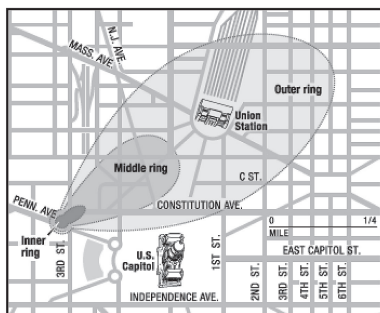 MASS. AVE.
N.J. AVE.
Outer ring
Union
Station
Middle ring
C ST.
PENN. AVE.
CONSTITUTION AVE.
Inner
ring
3RD ST.
U.S.
Capitol
1ST ST.
0 1/4
MILE
EAST CAPITOL ST.
2ND ST.
3RD ST.
4TH ST.
5TH ST.
6TH ST.
INDEPENDENCE AVE.